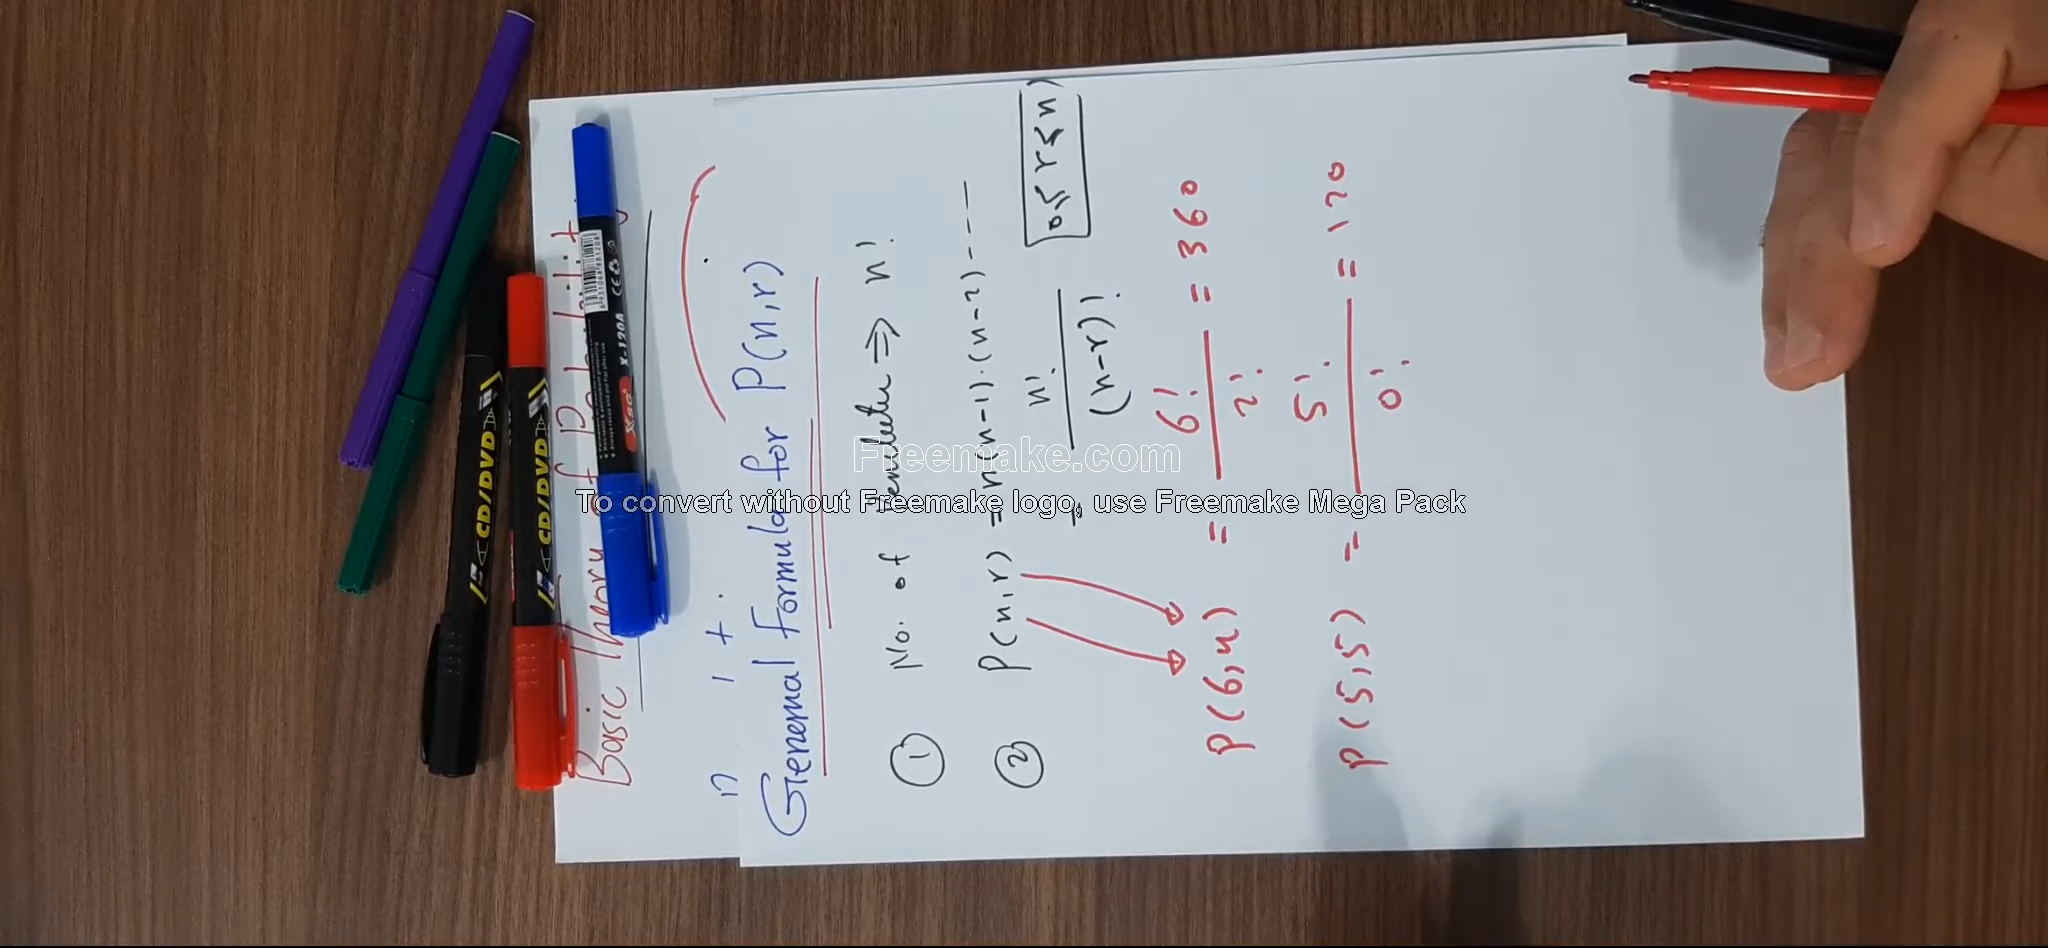 Basic Theory of
General formula for P(n,r)
① No. of ⇒ n!
② P(n,r) = n(n-1).(n-2)----
= n! / (n-r)!
0≤r≤n
P(6,4) = 6! / 2! = 360
P(5,5) = 5! / 0! = 120
CD/DVD
CD/DVD
X-120A
Freemake.com
To convert without Freemake logo, use Freemake Mega Pack